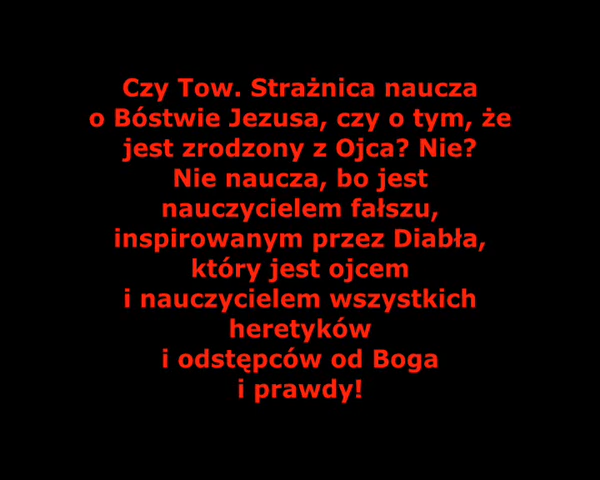 Czy Tow. Strażnica naucza
o Bóstwie Jezusa, czy o tym, że
jest zrodzony z Ojca? Nie?
Nie naucza, bo jest
nauczycielem fałszu,
inspirowanym przez Diabła,
który jest ojcem
i nauczycielem wszystkich
heretyków
i odstępców od Boga
i prawdy!